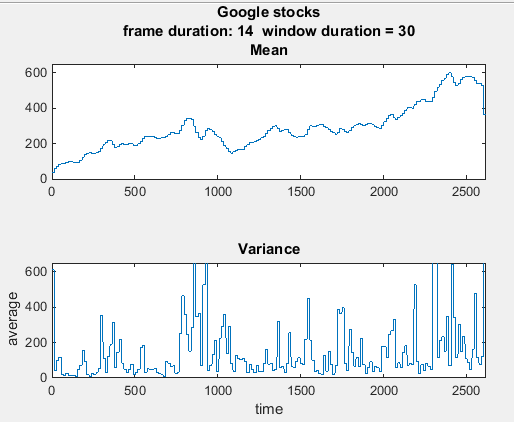 Google stocks
frame duration: 14 window duration = 30
Mean
600
400
200
0
0 500 1000 1500 2000 2500
Variance
600
400
200
0
average
0 500 1000 1500 2000 2500
time